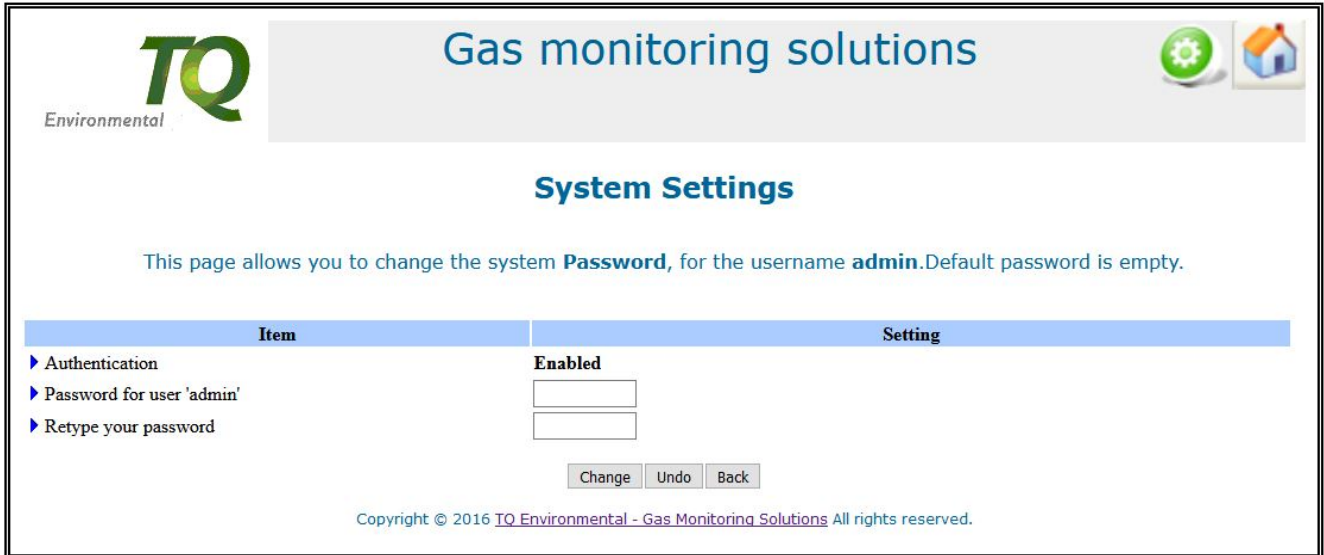 TQ
Environmental
Gas monitoring solutions
System Settings
This page allows you to change the system Password, for the username admin.Default password is empty.
Item Setting
Authentication Enabled
Password for user 'admin'
Retype your password
Change Undo Back
Copyright © 2016 TQ Environmental - Gas Monitoring Solutions All rights reserved.